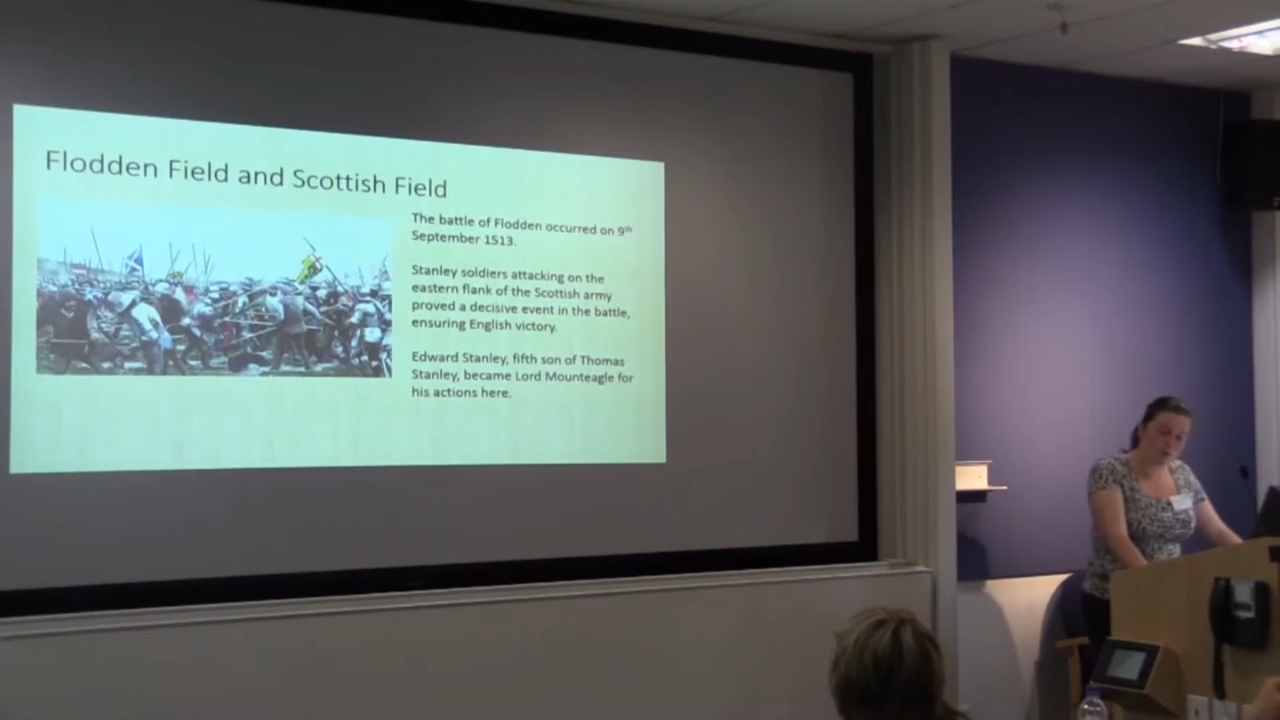 Flodden Field and Scottish Field
The battle of Flodden occurred on 9th
September 1513.
Stanley soldiers attacking on the
eastern flank of the Scottish army
proved a decisive event in the battle,
ensuring English victory.
Edward Stanley, fifth son of Thomas
Stanley, became Lord Mounteagle for
his actions here.